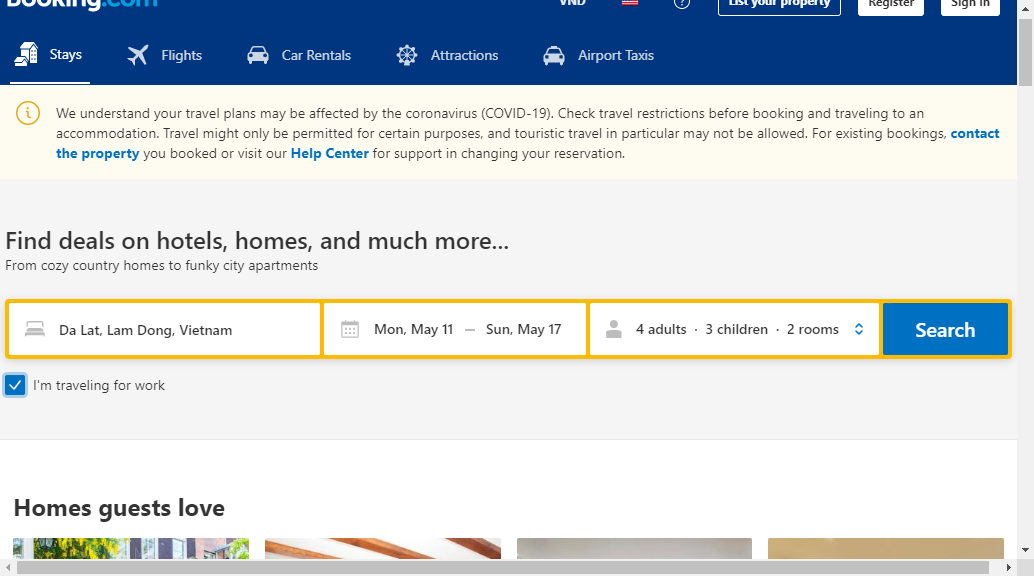 Booking.com
VND
List your property
Register
Sign in
Stays
Flights
Car Rentals
Attractions
Airport Taxis
We understand your travel plans may be affected by the coronavirus (COVID-19). Check travel restrictions before booking and traveling to an
accommodation. Travel might only be permitted for certain purposes, and touristic travel in particular may not be allowed. For existing bookings, contact
the property you booked or visit our Help Center for support in changing your reservation.
Find deals on hotels, homes, and much more...
From cozy country homes to funky city apartments
Da Lat, Lam Dong, Vietnam
Mon, May 11 — Sun, May 17
4 adults · 3 children · 2 rooms
Search
I'm traveling for work
Homes guests love